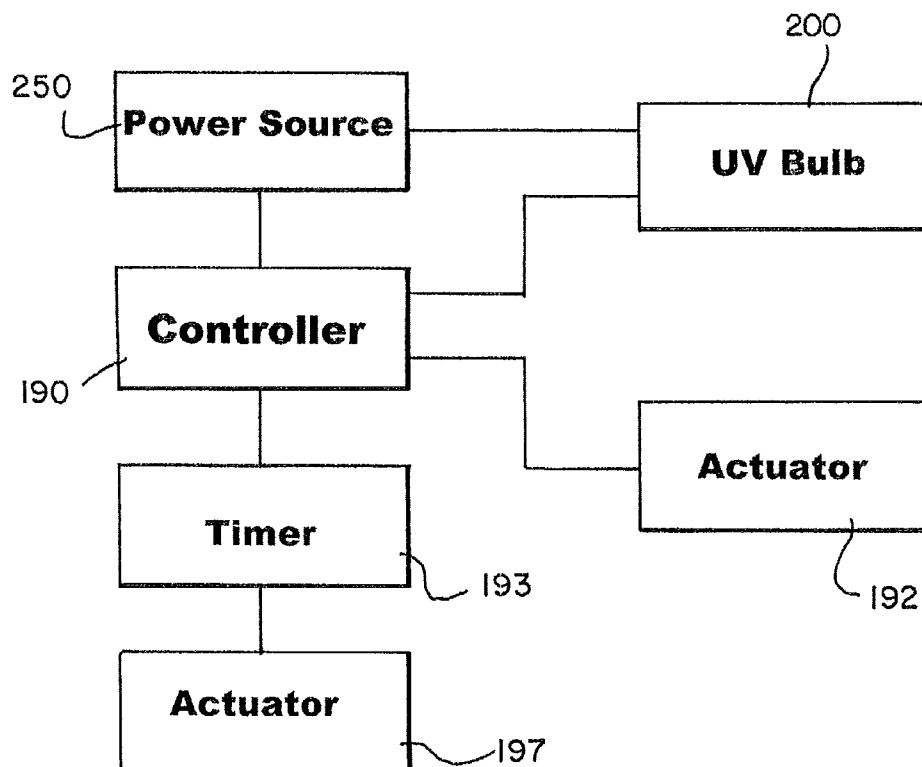 200
250
Power Source
UV Bulb
Controller
190
Actuator
Timer
193
192
Actuator
197